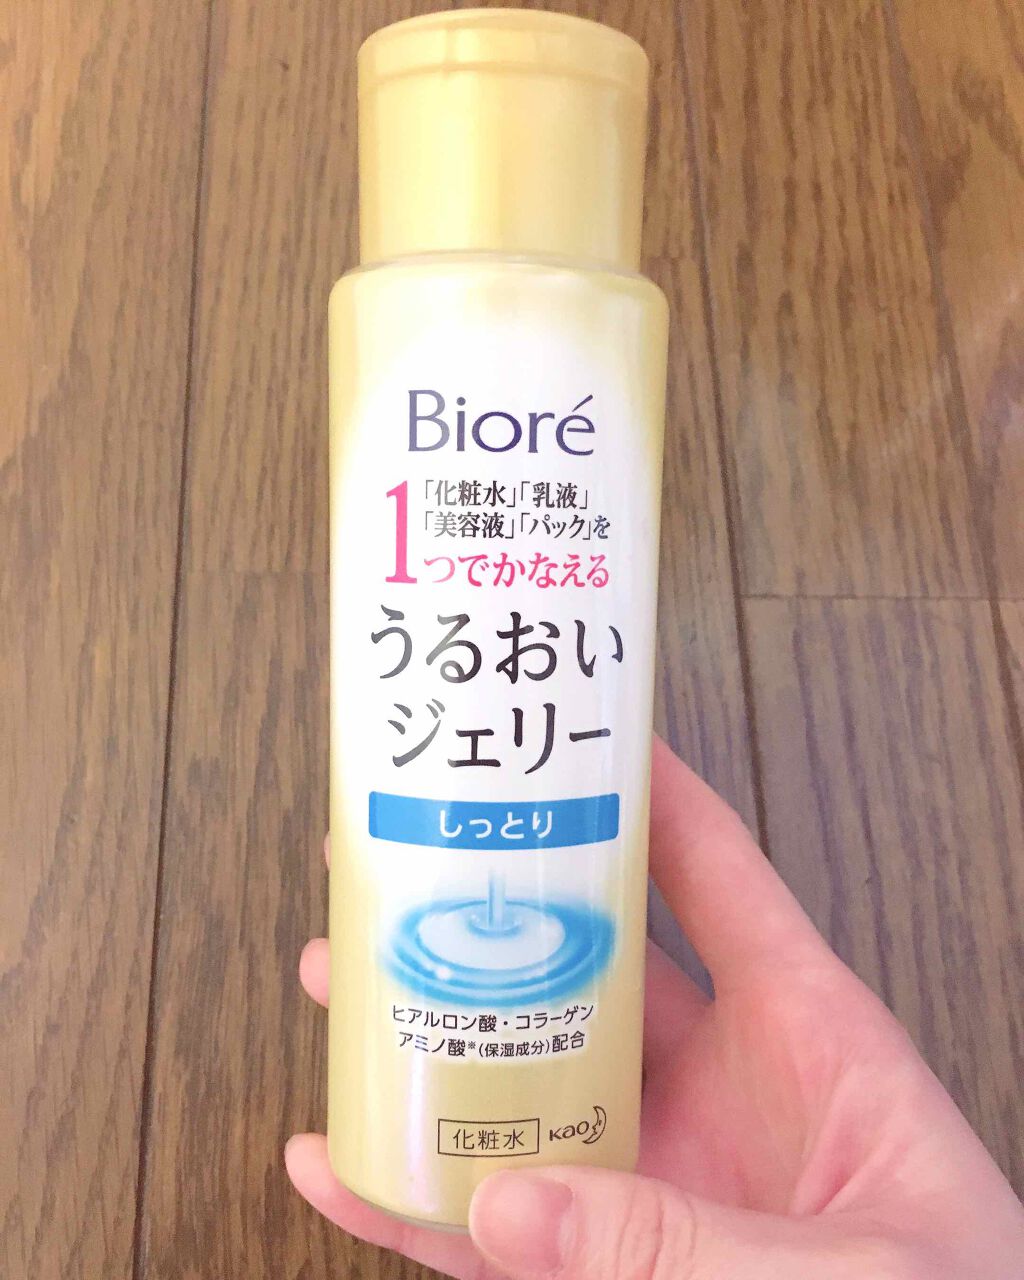 Bioré
1「化粧水」「乳液」
「美容液」「パック」を
つでかなえる
うるおい
ジェリー
しっとり
ヒアルロン酸・コラーゲン
アミノ酸※(保湿成分)配合
化粧水 Kao